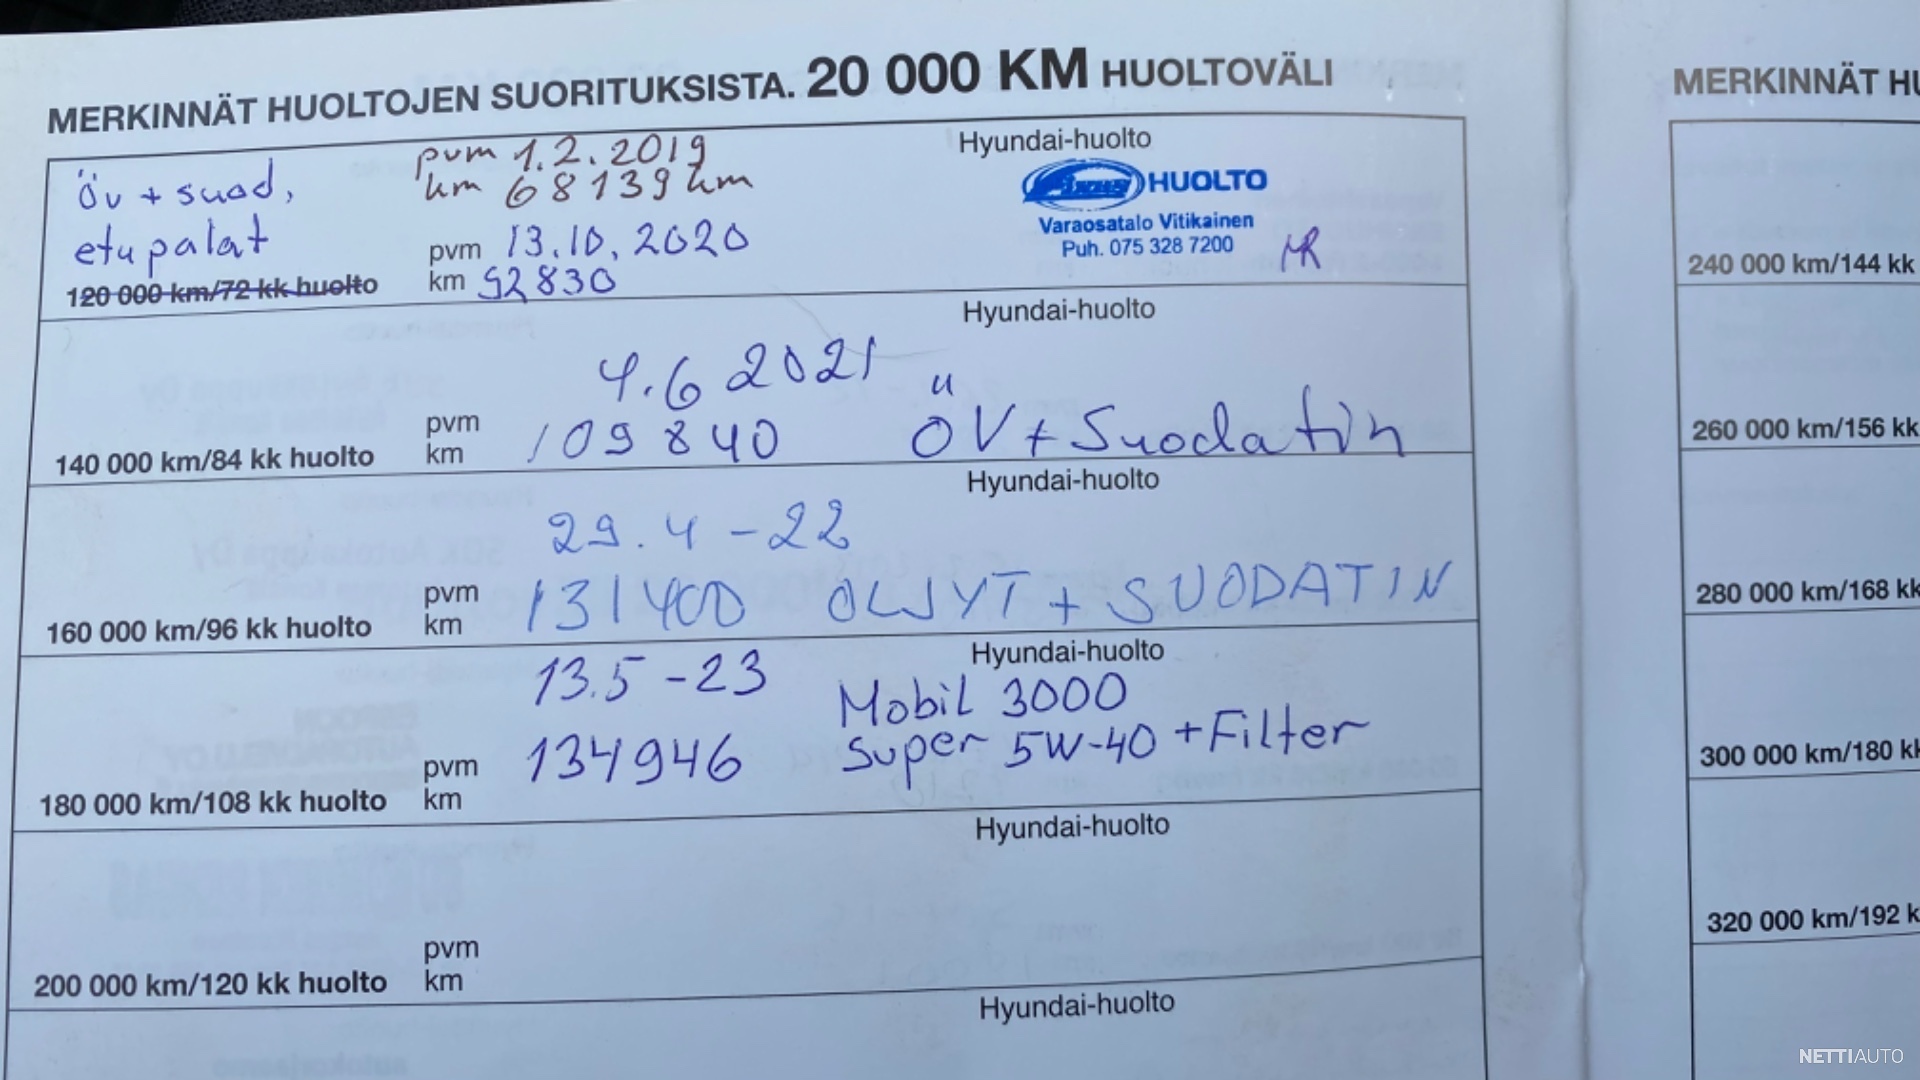 MERKINNÄT HUOLTOJEN SUORITUKSISTA. 20 000 KM HUOLTOVÄLI
Hyundai-huolto
pvm 1.2.2019
km 68139 km
öv + suod,
etupalat
pvm 13.10.2020
km 92830
120 000 km/72 kk huolto
HUOLTO
Varaosatalo Vitikainen
Puh. 075 328 7200
Hyundai-huolto
4.6 2021
pvm
km 109840 ÖV + Suodatin
140 000 km/84 kk huolto
Hyundai-huolto
29.4 - 22
pvm
km 131400 OLJYT + SUODATIN
160 000 km/96 kk huolto
Hyundai-huolto
13.5 - 23 Mobil 3000
134946 Super 5W-40 + Filter
pvm
km
180 000 km/108 kk huolto
Hyundai-huolto
pvm
km
200 000 km/120 kk huolto
Hyundai-huolto
MERKINNÄT HU
240 000 km/144 kk
260 000 km/156 kk
280 000 km/168 kk
300 000 km/180 kk
320 000 km/192 k
NETTIAUTO